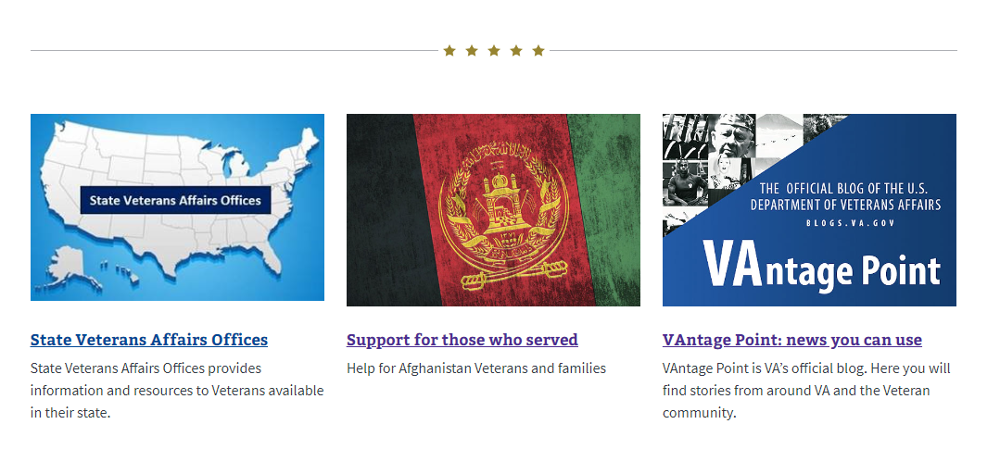 State Veterans Affairs Offices
THE OFFICIAL BLOG OF THE U.S.
DEPARTMENT OF VETERANS AFFAIRS
BLOGS.VA.GOV
VAntage Point
State Veterans Affairs Offices
State Veterans Affairs Offices provides
information and resources to Veterans available
in their state.
Support for those who served
Help for Afghanistan Veterans and families
VAntage Point: news you can use
VAntage Point is VA’s official blog. Here you will
find stories from around VA and the Veteran
community.